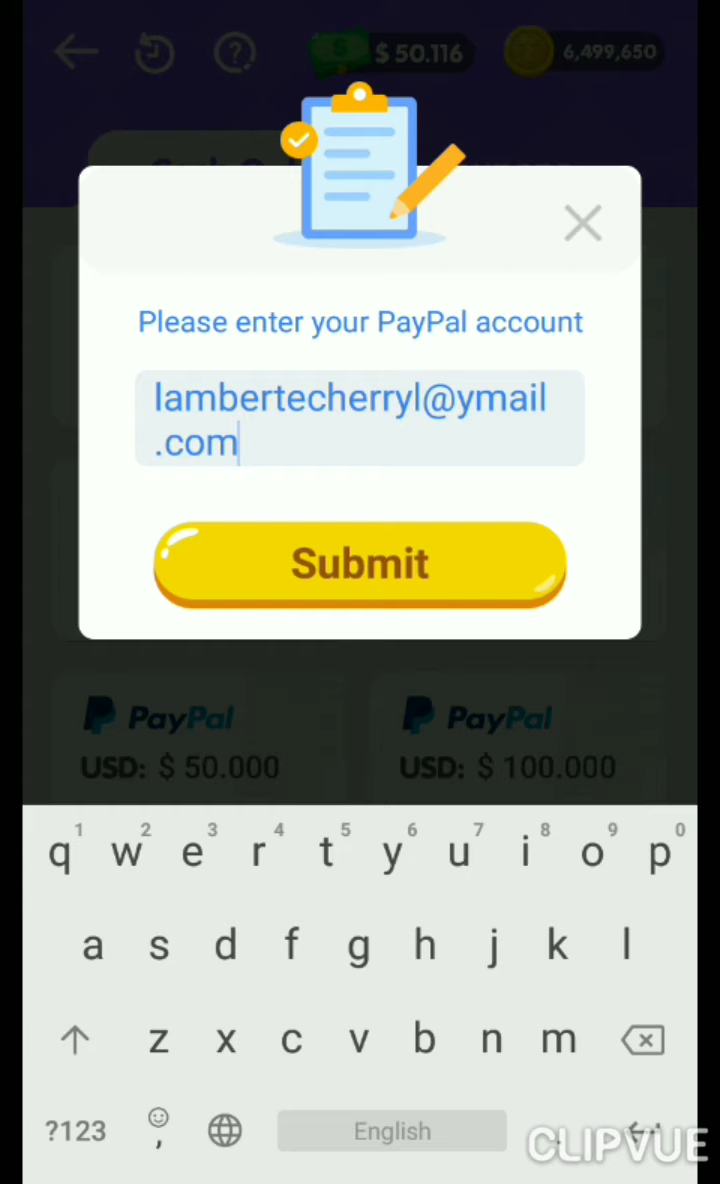 $ 50.116
6,499,650
Please enter your PayPal account
lambertecherryl@ymail
.com
Submit
PayPal PayPal
USD: $ 50.000 USD: $ 100.000
1 2 3 4 5 6 7 8 9 0
q w e r t y u i o p
a s d f g h j k l
z x c v b n m
?123 , English .
CLIPVUE